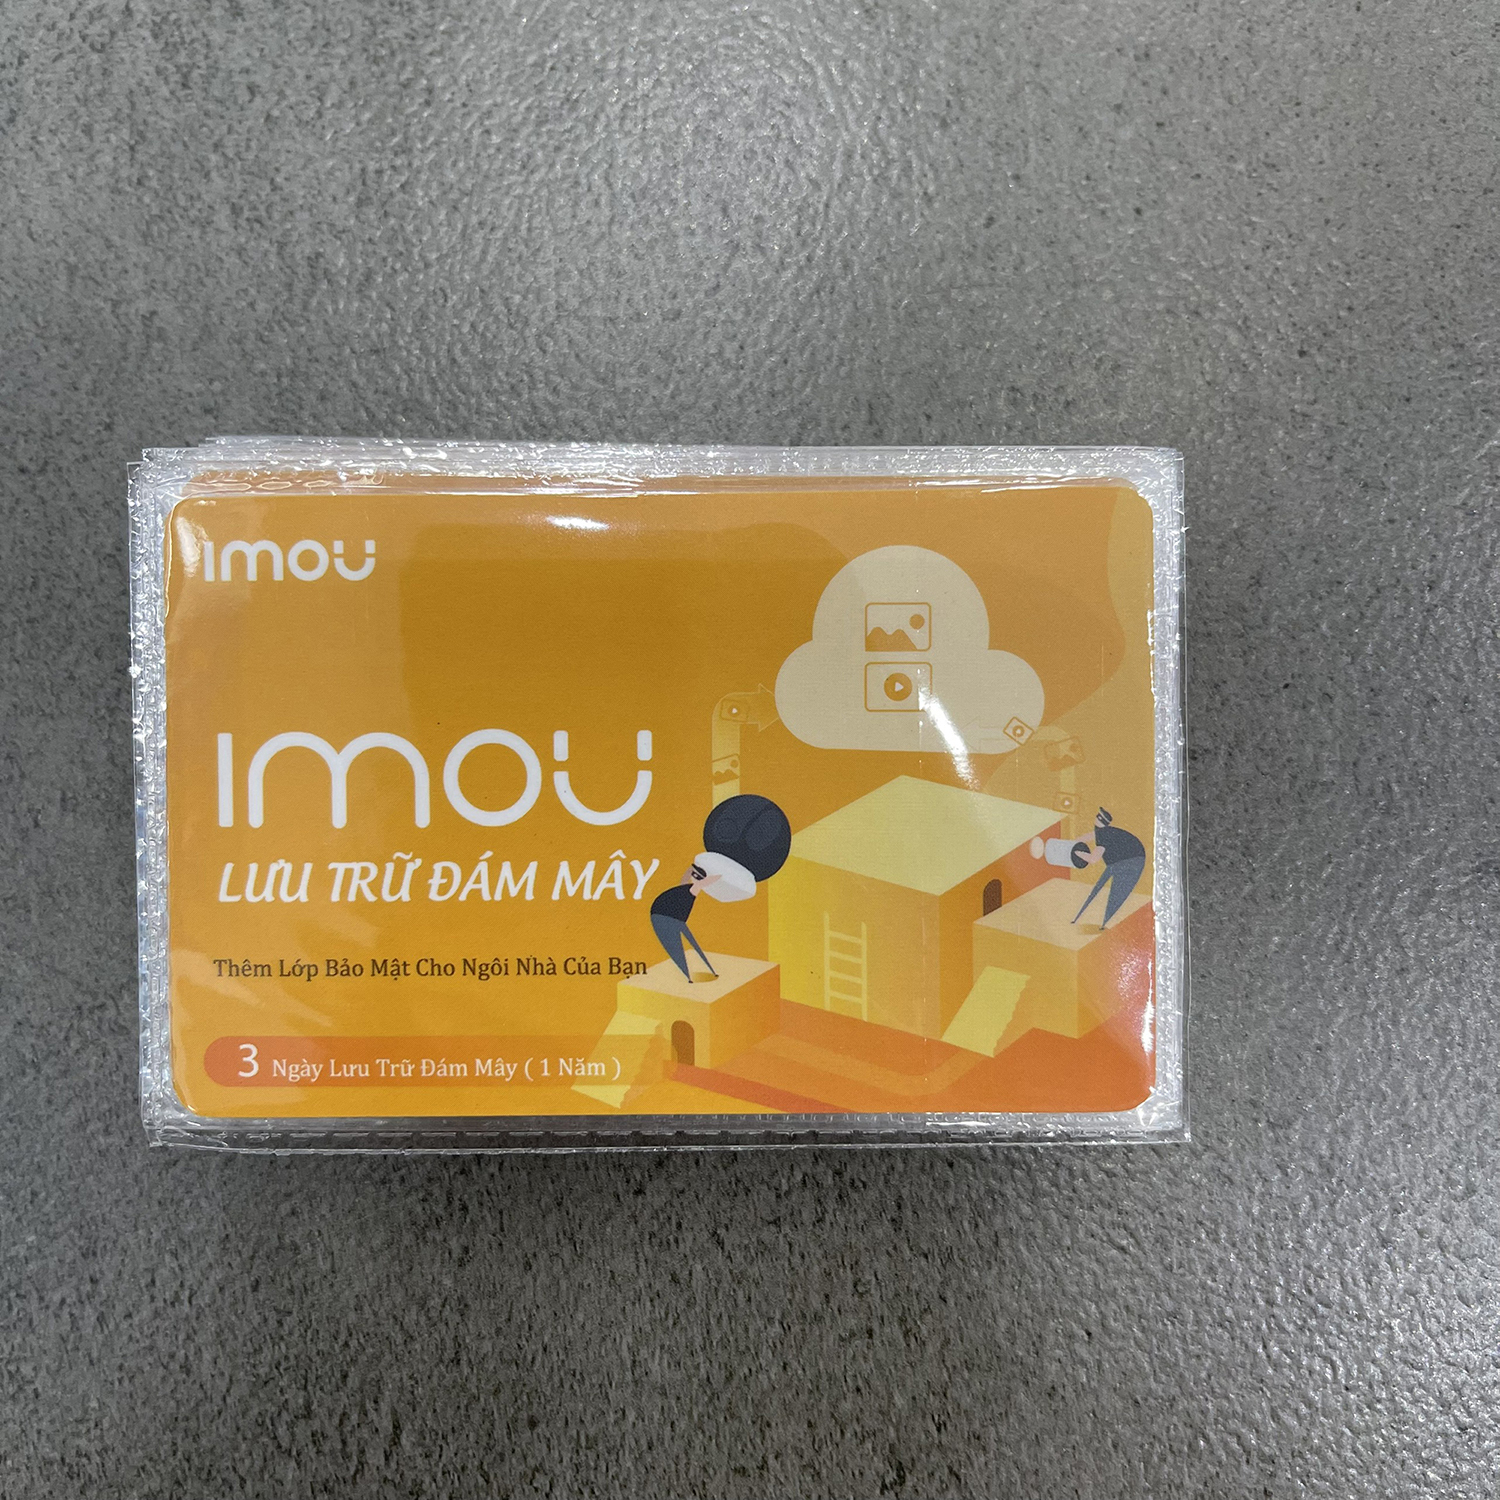 imou
imou
LƯU TRỮ ĐÁM MÂY
Thêm Lớp Bảo Mật Cho Ngôi Nhà Của Bạn
3 Ngày Lưu Trữ Đám Mây ( 1 Năm )